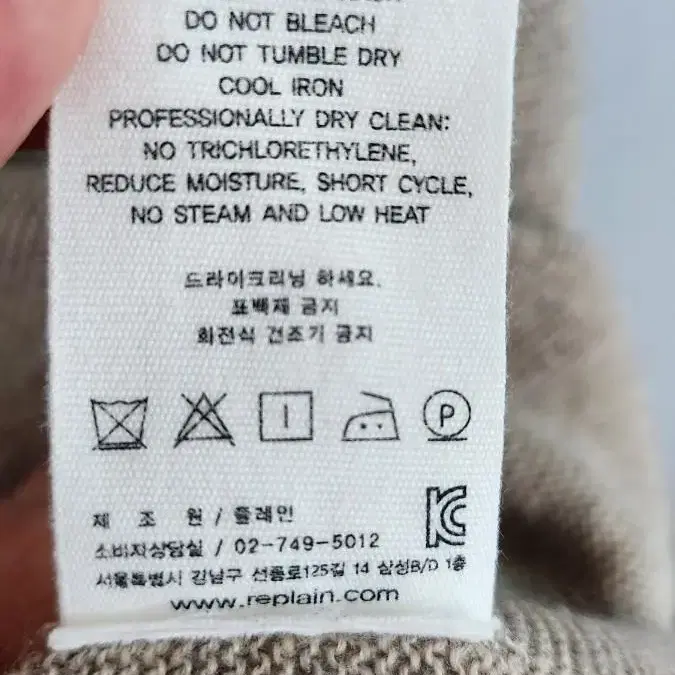 DO NOT BLEACH
DO NOT TUMBLE DRY
COOL IRON
PROFESSIONALLY DRY CLEAN:
NO TRICHLORETHYLENE,
REDUCE MOISTURE, SHORT CYCLE,
NO STEAM AND LOW HEAT
드라이크리닝 하세요.
표백제 금지
회전식 건조기 금지
P
제 조 원 / 플레인
소비자상담실 / 02-749-5012
서울특별시 강남구 선릉로125길 14 삼성B/D 1층
www.replain.com